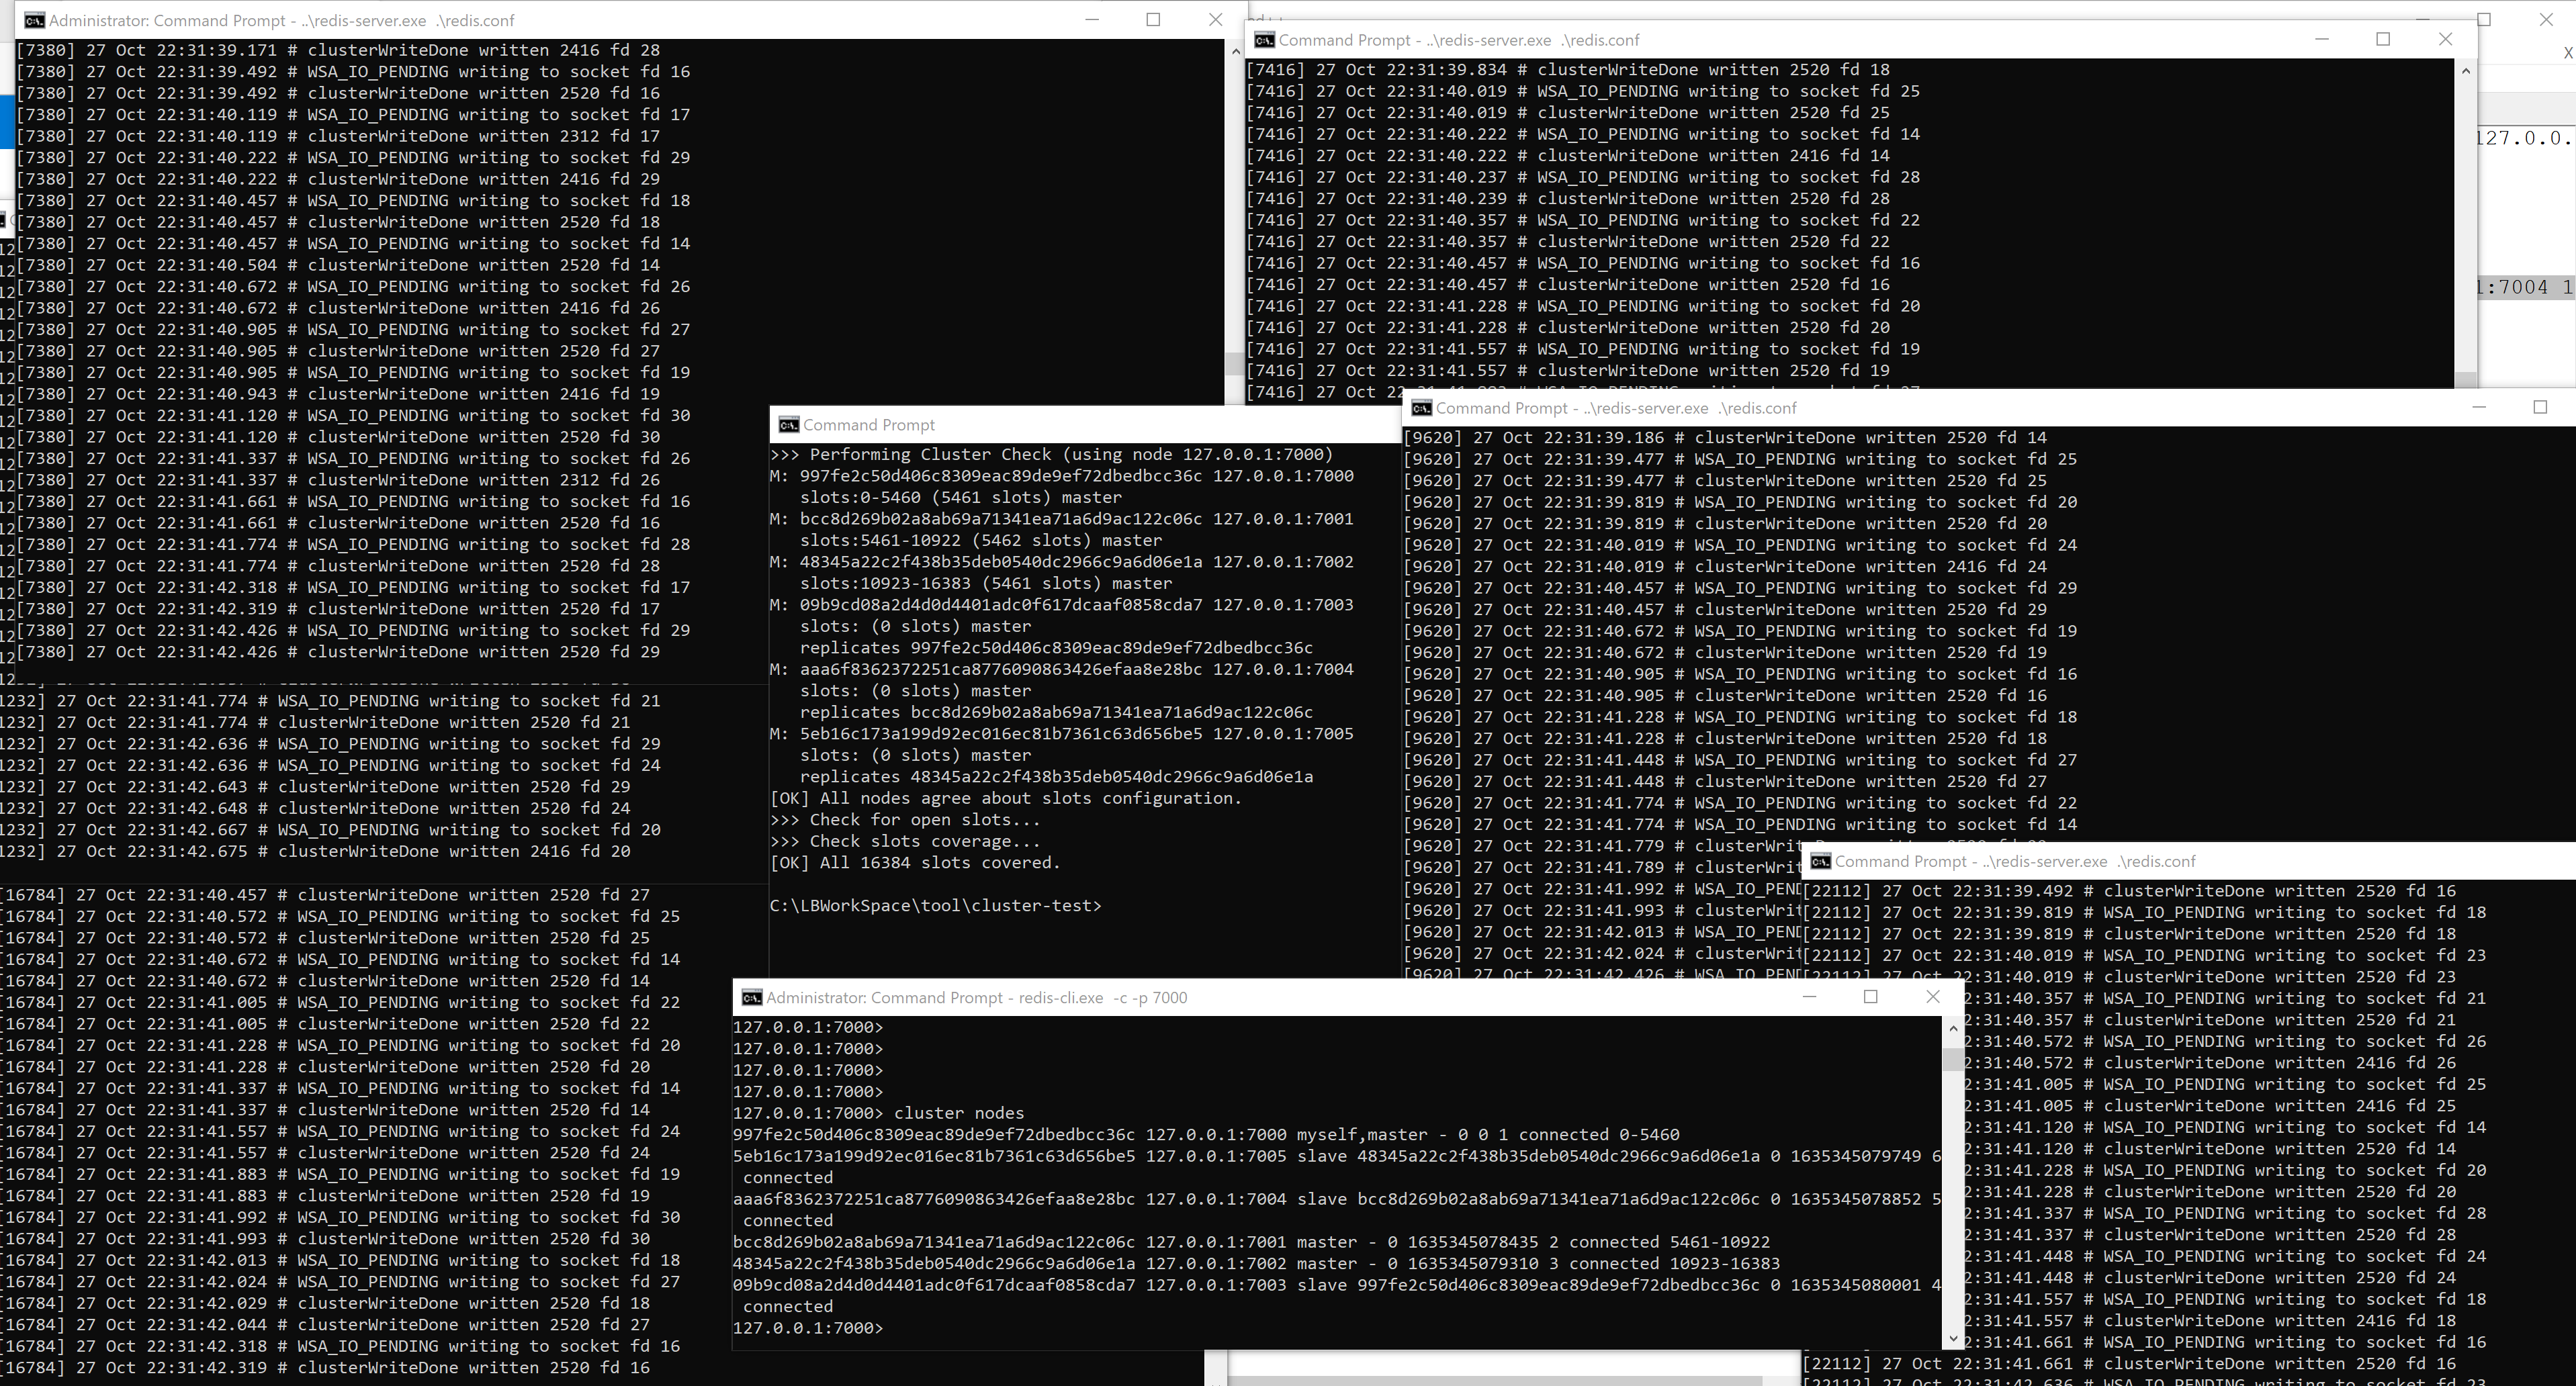 Administrator: Command Prompt - ..\redis-server.exe  .\redis.conf
[7380] 27 Oct 22:31:39.171 # clusterWriteDone written 2416 fd 28
[7380] 27 Oct 22:31:39.492 # WSA_IO_PENDING writing to socket fd 16
[7380] 27 Oct 22:31:39.492 # clusterWriteDone written 2520 fd 16
[7380] 27 Oct 22:31:40.119 # WSA_IO_PENDING writing to socket fd 17
[7380] 27 Oct 22:31:40.119 # clusterWriteDone written 2312 fd 17
[7380] 27 Oct 22:31:40.222 # WSA_IO_PENDING writing to socket fd 29
[7380] 27 Oct 22:31:40.222 # clusterWriteDone written 2416 fd 29
[7380] 27 Oct 22:31:40.457 # WSA_IO_PENDING writing to socket fd 18
[7380] 27 Oct 22:31:40.457 # clusterWriteDone written 2520 fd 18
[7380] 27 Oct 22:31:40.457 # WSA_IO_PENDING writing to socket fd 14
[7380] 27 Oct 22:31:40.504 # clusterWriteDone written 2520 fd 14
[7380] 27 Oct 22:31:40.672 # WSA_IO_PENDING writing to socket fd 26
[7380] 27 Oct 22:31:40.672 # clusterWriteDone written 2416 fd 26
[7380] 27 Oct 22:31:40.905 # WSA_IO_PENDING writing to socket fd 27
[7380] 27 Oct 22:31:40.905 # clusterWriteDone written 2520 fd 27
[7380] 27 Oct 22:31:40.905 # WSA_IO_PENDING writing to socket fd 19
[7380] 27 Oct 22:31:40.943 # clusterWriteDone written 2416 fd 19
[7380] 27 Oct 22:31:41.120 # WSA_IO_PENDING writing to socket fd 30
[7380] 27 Oct 22:31:41.120 # clusterWriteDone written 2520 fd 30
[7380] 27 Oct 22:31:41.337 # WSA_IO_PENDING writing to socket fd 26
[7380] 27 Oct 22:31:41.337 # clusterWriteDone written 2312 fd 26
[7380] 27 Oct 22:31:41.661 # WSA_IO_PENDING writing to socket fd 16
[7380] 27 Oct 22:31:41.661 # clusterWriteDone written 2520 fd 16
[7380] 27 Oct 22:31:41.774 # WSA_IO_PENDING writing to socket fd 28
[7380] 27 Oct 22:31:41.774 # clusterWriteDone written 2520 fd 28
[7380] 27 Oct 22:31:42.318 # WSA_IO_PENDING writing to socket fd 17
[7380] 27 Oct 22:31:42.319 # clusterWriteDone written 2520 fd 17
[7380] 27 Oct 22:31:42.426 # WSA_IO_PENDING writing to socket fd 29
[7380] 27 Oct 22:31:42.426 # clusterWriteDone written 2520 fd 29
Command Prompt - ..\redis-server.exe  .\redis.conf
[7416] 27 Oct 22:31:39.834 # clusterWriteDone written 2520 fd 18
[7416] 27 Oct 22:31:40.019 # WSA_IO_PENDING writing to socket fd 25
[7416] 27 Oct 22:31:40.019 # clusterWriteDone written 2520 fd 25
[7416] 27 Oct 22:31:40.222 # WSA_IO_PENDING writing to socket fd 14
[7416] 27 Oct 22:31:40.222 # clusterWriteDone written 2416 fd 14
[7416] 27 Oct 22:31:40.237 # WSA_IO_PENDING writing to socket fd 28
[7416] 27 Oct 22:31:40.239 # clusterWriteDone written 2520 fd 28
[7416] 27 Oct 22:31:40.357 # WSA_IO_PENDING writing to socket fd 22
[7416] 27 Oct 22:31:40.357 # clusterWriteDone written 2520 fd 22
[7416] 27 Oct 22:31:40.457 # WSA_IO_PENDING writing to socket fd 16
[7416] 27 Oct 22:31:40.457 # clusterWriteDone written 2520 fd 16
[7416] 27 Oct 22:31:41.228 # WSA_IO_PENDING writing to socket fd 20
[7416] 27 Oct 22:31:41.228 # clusterWriteDone written 2520 fd 20
[7416] 27 Oct 22:31:41.557 # WSA_IO_PENDING writing to socket fd 19
[7416] 27 Oct 22:31:41.557 # clusterWriteDone written 2520 fd 19
[7416] 27 Oct
127.0.0.
1:7004 1
Command Prompt
>>> Performing Cluster Check (using node 127.0.0.1:7000)
M: 997fe2c50d406c8309eac89de9ef72dbedbcc36c 127.0.0.1:7000
slots:0-5460 (5461 slots) master
M: bcc8d269b02a8ab69a71341ea71a6d9ac122c06c 127.0.0.1:7001
slots:5461-10922 (5462 slots) master
M: 48345a22c2f438b35deb0540dc2966c9a6d06e1a 127.0.0.1:7002
slots:10923-16383 (5461 slots) master
M: 09b9cd08a2d4d0d4401adc0f617dcaaf0858cda7 127.0.0.1:7003
slots: (0 slots) master
replicates 997fe2c50d406c8309eac89de9ef72dbedbcc36c
M: aaa6f8362372251ca8776090863426efaa8e28bc 127.0.0.1:7004
slots: (0 slots) master
replicates bcc8d269b02a8ab69a71341ea71a6d9ac122c06c
M: 5eb16c173a199d92ec016ec81b7361c63d656be5 127.0.0.1:7005
slots: (0 slots) master
replicates 48345a22c2f438b35deb0540dc2966c9a6d06e1a
[OK] All nodes agree about slots configuration.
>>> Check for open slots...
>>> Check slots coverage...
[OK] All 16384 slots covered.
C:\LBWorkSpace\tool\cluster-test>
Command Prompt - ..\redis-server.exe  .\redis.conf
[9620] 27 Oct 22:31:39.186 # clusterWriteDone written 2520 fd 14
[9620] 27 Oct 22:31:39.477 # WSA_IO_PENDING writing to socket fd 25
[9620] 27 Oct 22:31:39.477 # clusterWriteDone written 2520 fd 25
[9620] 27 Oct 22:31:39.819 # WSA_IO_PENDING writing to socket fd 20
[9620] 27 Oct 22:31:39.819 # clusterWriteDone written 2520 fd 20
[9620] 27 Oct 22:31:40.019 # WSA_IO_PENDING writing to socket fd 24
[9620] 27 Oct 22:31:40.019 # clusterWriteDone written 2416 fd 24
[9620] 27 Oct 22:31:40.457 # WSA_IO_PENDING writing to socket fd 29
[9620] 27 Oct 22:31:40.457 # clusterWriteDone written 2520 fd 29
[9620] 27 Oct 22:31:40.672 # WSA_IO_PENDING writing to socket fd 19
[9620] 27 Oct 22:31:40.672 # clusterWriteDone written 2520 fd 19
[9620] 27 Oct 22:31:40.905 # WSA_IO_PENDING writing to socket fd 16
[9620] 27 Oct 22:31:40.905 # clusterWriteDone written 2520 fd 16
[9620] 27 Oct 22:31:41.228 # WSA_IO_PENDING writing to socket fd 18
[9620] 27 Oct 22:31:41.228 # clusterWriteDone written 2520 fd 18
[9620] 27 Oct 22:31:41.448 # WSA_IO_PENDING writing to socket fd 27
[9620] 27 Oct 22:31:41.448 # clusterWriteDone written 2520 fd 27
[9620] 27 Oct 22:31:41.774 # WSA_IO_PENDING writing to socket fd 22
[9620] 27 Oct 22:31:41.774 # WSA_IO_PENDING writing to socket fd 14
[9620] 27 Oct 22:31:41.779 # clusterWrit
[9620] 27 Oct 22:31:41.789 # clusterWrit
[9620] 27 Oct 22:31:41.992 # WSA_IO_PEND
[9620] 27 Oct 22:31:41.993 # clusterWrit
[9620] 27 Oct 22:31:42.013 # WSA_IO_PEND
[9620] 27 Oct 22:31:42.024 # clusterWrit
[9620] 27 Oct 22:31:42.426 # WSA_IO_PEND
1232] 27 Oct 22:31:41.774 # WSA_IO_PENDING writing to socket fd 21
1232] 27 Oct 22:31:41.774 # clusterWriteDone written 2520 fd 21
1232] 27 Oct 22:31:42.636 # WSA_IO_PENDING writing to socket fd 29
1232] 27 Oct 22:31:42.636 # WSA_IO_PENDING writing to socket fd 24
1232] 27 Oct 22:31:42.643 # clusterWriteDone written 2520 fd 29
1232] 27 Oct 22:31:42.648 # clusterWriteDone written 2520 fd 24
1232] 27 Oct 22:31:42.667 # WSA_IO_PENDING writing to socket fd 20
1232] 27 Oct 22:31:42.675 # clusterWriteDone written 2416 fd 20
[16784] 27 Oct 22:31:40.457 # clusterWriteDone written 2520 fd 27
[16784] 27 Oct 22:31:40.572 # WSA_IO_PENDING writing to socket fd 25
[16784] 27 Oct 22:31:40.572 # clusterWriteDone written 2520 fd 25
[16784] 27 Oct 22:31:40.672 # WSA_IO_PENDING writing to socket fd 14
[16784] 27 Oct 22:31:40.672 # clusterWriteDone written 2520 fd 14
[16784] 27 Oct 22:31:41.005 # WSA_IO_PENDING writing to socket fd 22
[16784] 27 Oct 22:31:41.005 # clusterWriteDone written 2520 fd 22
[16784] 27 Oct 22:31:41.228 # WSA_IO_PENDING writing to socket fd 20
[16784] 27 Oct 22:31:41.228 # clusterWriteDone written 2520 fd 20
[16784] 27 Oct 22:31:41.337 # WSA_IO_PENDING writing to socket fd 14
[16784] 27 Oct 22:31:41.337 # clusterWriteDone written 2520 fd 14
[16784] 27 Oct 22:31:41.557 # WSA_IO_PENDING writing to socket fd 24
[16784] 27 Oct 22:31:41.557 # clusterWriteDone written 2520 fd 24
[16784] 27 Oct 22:31:41.883 # WSA_IO_PENDING writing to socket fd 19
[16784] 27 Oct 22:31:41.883 # clusterWriteDone written 2520 fd 19
[16784] 27 Oct 22:31:41.992 # WSA_IO_PENDING writing to socket fd 30
[16784] 27 Oct 22:31:41.993 # clusterWriteDone written 2520 fd 30
[16784] 27 Oct 22:31:42.013 # WSA_IO_PENDING writing to socket fd 18
[16784] 27 Oct 22:31:42.024 # WSA_IO_PENDING writing to socket fd 27
[16784] 27 Oct 22:31:42.029 # clusterWriteDone written 2520 fd 18
[16784] 27 Oct 22:31:42.044 # clusterWriteDone written 2520 fd 27
[16784] 27 Oct 22:31:42.318 # WSA_IO_PENDING writing to socket fd 16
[16784] 27 Oct 22:31:42.319 # clusterWriteDone written 2520 fd 16
Administrator: Command Prompt - redis-cli.exe  -c -p 7000
127.0.0.1:7000>
127.0.0.1:7000>
127.0.0.1:7000>
127.0.0.1:7000>
127.0.0.1:7000> cluster nodes
997fe2c50d406c8309eac89de9ef72dbedbcc36c 127.0.0.1:7000 myself,master - 0 0 1 connected 0-5460
5eb16c173a199d92ec016ec81b7361c63d656be5 127.0.0.1:7005 slave 48345a22c2f438b35deb0540dc2966c9a6d06e1a 0 1635345079749 6
connected
aaa6f8362372251ca8776090863426efaa8e28bc 127.0.0.1:7004 slave bcc8d269b02a8ab69a71341ea71a6d9ac122c06c 0 1635345078852 5
connected
bcc8d269b02a8ab69a71341ea71a6d9ac122c06c 127.0.0.1:7001 master - 0 1635345078435 2 connected 5461-10922
48345a22c2f438b35deb0540dc2966c9a6d06e1a 127.0.0.1:7002 master - 0 1635345079310 3 connected 10923-16383
09b9cd08a2d4d0d4401adc0f617dcaaf0858cda7 127.0.0.1:7003 slave 997fe2c50d406c8309eac89de9ef72dbedbcc36c 0 1635345080001 4
connected
127.0.0.1:7000>
Command Prompt - ..\redis-server.exe  .\redis.conf
[22112] 27 Oct 22:31:39.492 # clusterWriteDone written 2520 fd 16
[22112] 27 Oct 22:31:39.819 # WSA_IO_PENDING writing to socket fd 18
[22112] 27 Oct 22:31:39.819 # clusterWriteDone written 2520 fd 18
[22112] 27 Oct 22:31:40.019 # WSA_IO_PENDING writing to socket fd 23
[22112] 27 Oct 22:31:40.019 # clusterWriteDone written 2520 fd 23
2:31:40.357 # WSA_IO_PENDING writing to socket fd 21
2:31:40.357 # clusterWriteDone written 2520 fd 21
2:31:40.572 # WSA_IO_PENDING writing to socket fd 26
2:31:40.572 # clusterWriteDone written 2416 fd 26
2:31:41.005 # WSA_IO_PENDING writing to socket fd 25
2:31:41.005 # clusterWriteDone written 2416 fd 25
2:31:41.120 # WSA_IO_PENDING writing to socket fd 14
2:31:41.120 # clusterWriteDone written 2520 fd 14
2:31:41.228 # WSA_IO_PENDING writing to socket fd 20
2:31:41.228 # clusterWriteDone written 2520 fd 20
2:31:41.337 # WSA_IO_PENDING writing to socket fd 28
2:31:41.337 # clusterWriteDone written 2520 fd 28
2:31:41.448 # WSA_IO_PENDING writing to socket fd 24
2:31:41.448 # clusterWriteDone written 2520 fd 24
2:31:41.557 # WSA_IO_PENDING writing to socket fd 18
2:31:41.557 # clusterWriteDone written 2416 fd 18
2:31:41.661 # WSA_IO_PENDING writing to socket fd 16
[22112] 27 Oct 22:31:41.661 # clusterWriteDone written 2520 fd 16
[22112] 27 Oct 22:31:42.636 # WSA_IO_PENDING writing to socket fd 23